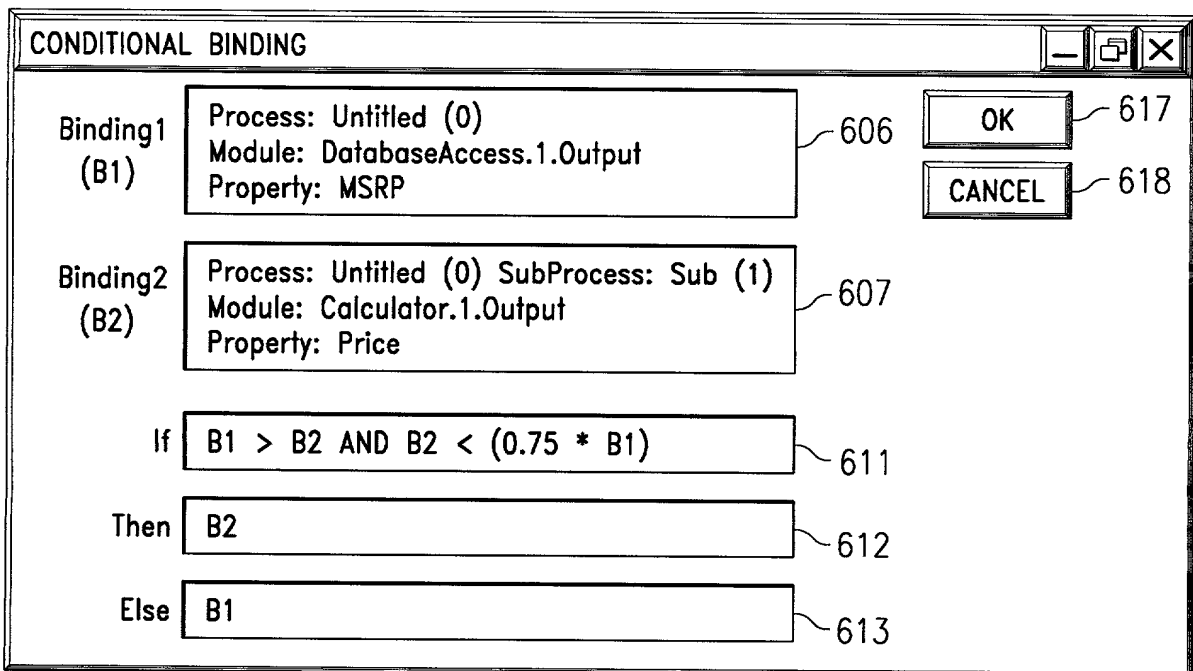 CONDITIONAL BINDING
Binding1
(B1)
Process: Untitled (0)
Module: DatabaseAccess.1.Output
Property: MSRP
606
OK
617
CANCEL
618
Binding2
(B2)
Process: Untitled (0) SubProcess: Sub (1)
Module: Calculator.1.Output
Property: Price
607
If
B1 > B2 AND B2 < (0.75 * B1)
611
Then
B2
612
Else
B1
613